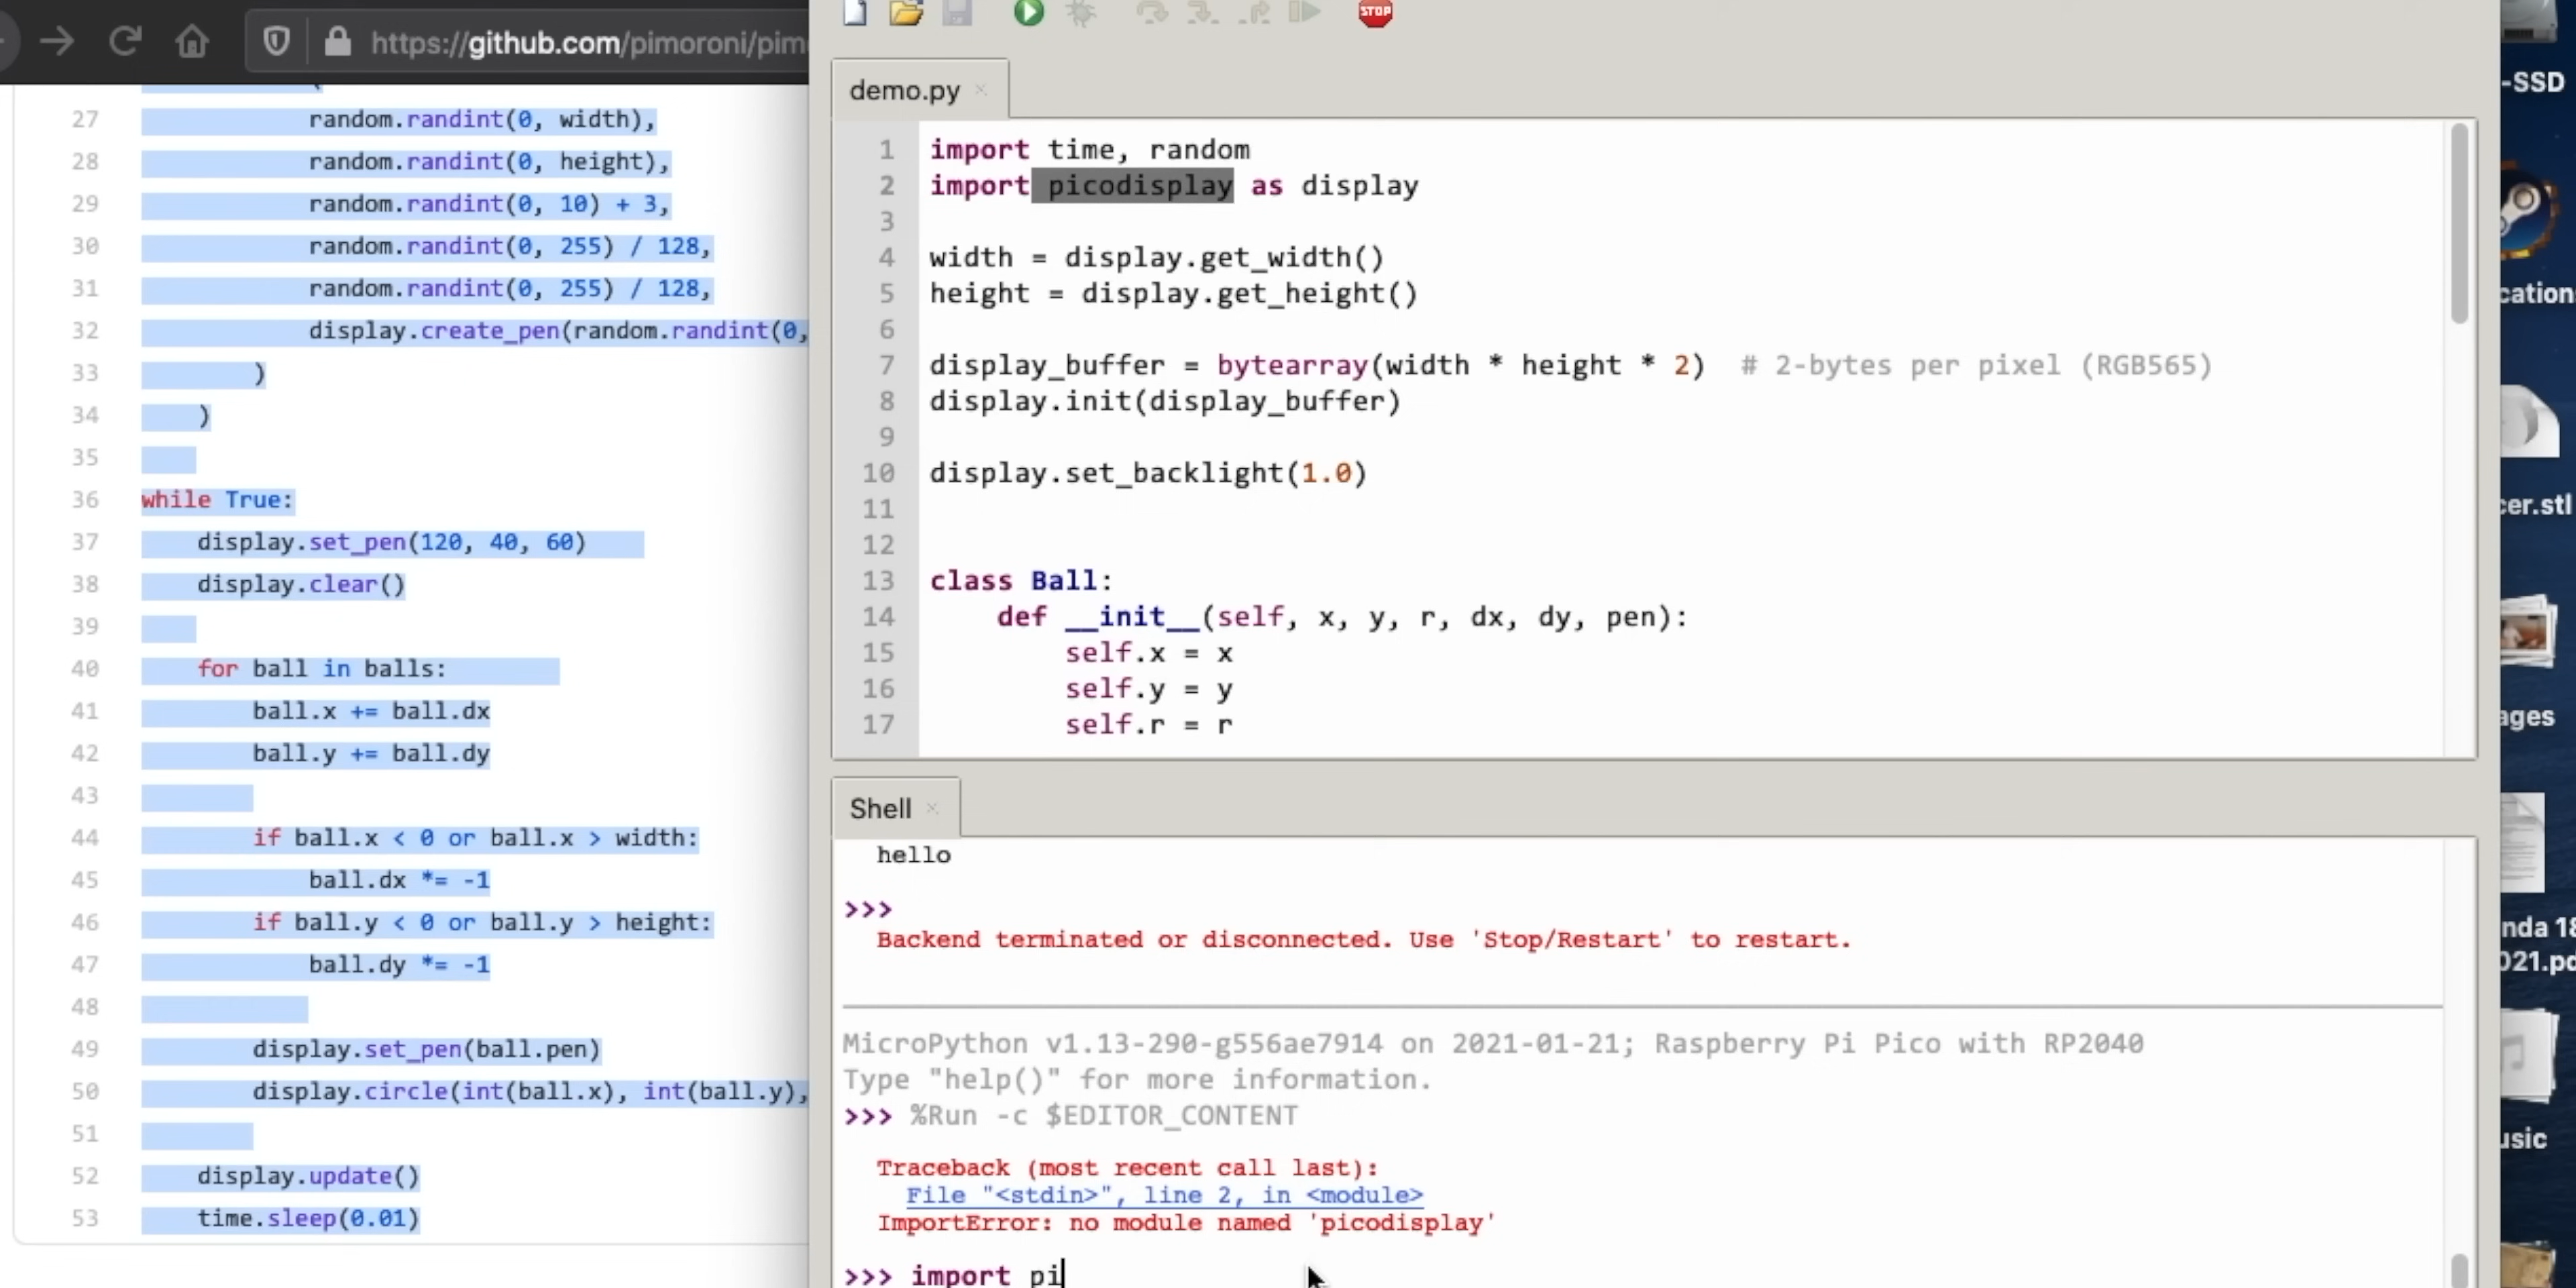 https://github.com/pimoroni/pim
27 random.randint(0, width),
28 random.randint(0, height),
29 random.randint(0, 10) + 3,
30 random.randint(0, 255) / 128,
31 random.randint(0, 255) / 128,
32 display.create_pen(random.randint(0,
33 )
34 )
35
36 while True:
37 display.set_pen(120, 40, 60)
38 display.clear()
39
40 for ball in balls:
41 ball.x += ball.dx
42 ball.y += ball.dy
43
44 if ball.x < 0 or ball.x > width:
45 ball.dx *= -1
46 if ball.y < 0 or ball.y > height:
47 ball.dy *= -1
48
49 display.set_pen(ball.pen)
50 display.circle(int(ball.x), int(ball.y),
51
52 display.update()
53 time.sleep(0.01)
STOP
demo.py
1 import time, random
2 import picodisplay as display
3
4 width = display.get_width()
5 height = display.get_height()
6
7 display_buffer = bytearray(width * height * 2) # 2-bytes per pixel (RGB565)
8 display.init(display_buffer)
9
10 display.set_backlight(1.0)
11
12
13 class Ball:
14 def __init__(self, x, y, r, dx, dy, pen):
15 self.x = x
16 self.y = y
17 self.r = r
Shell
hello
>>>
Backend terminated or disconnected. Use 'Stop/Restart' to restart.
MicroPython v1.13-290-g556ae7914 on 2021-01-21; Raspberry Pi Pico with RP2040
Type "help()" for more information.
>>> %Run -c $EDITOR_CONTENT
Traceback (most recent call last):
File "<stdin>", line 2, in <module>
ImportError: no module named 'picodisplay'
>>> import pi
-SSD
cation
cer.stl
ages
nda 18
021.pd
usic